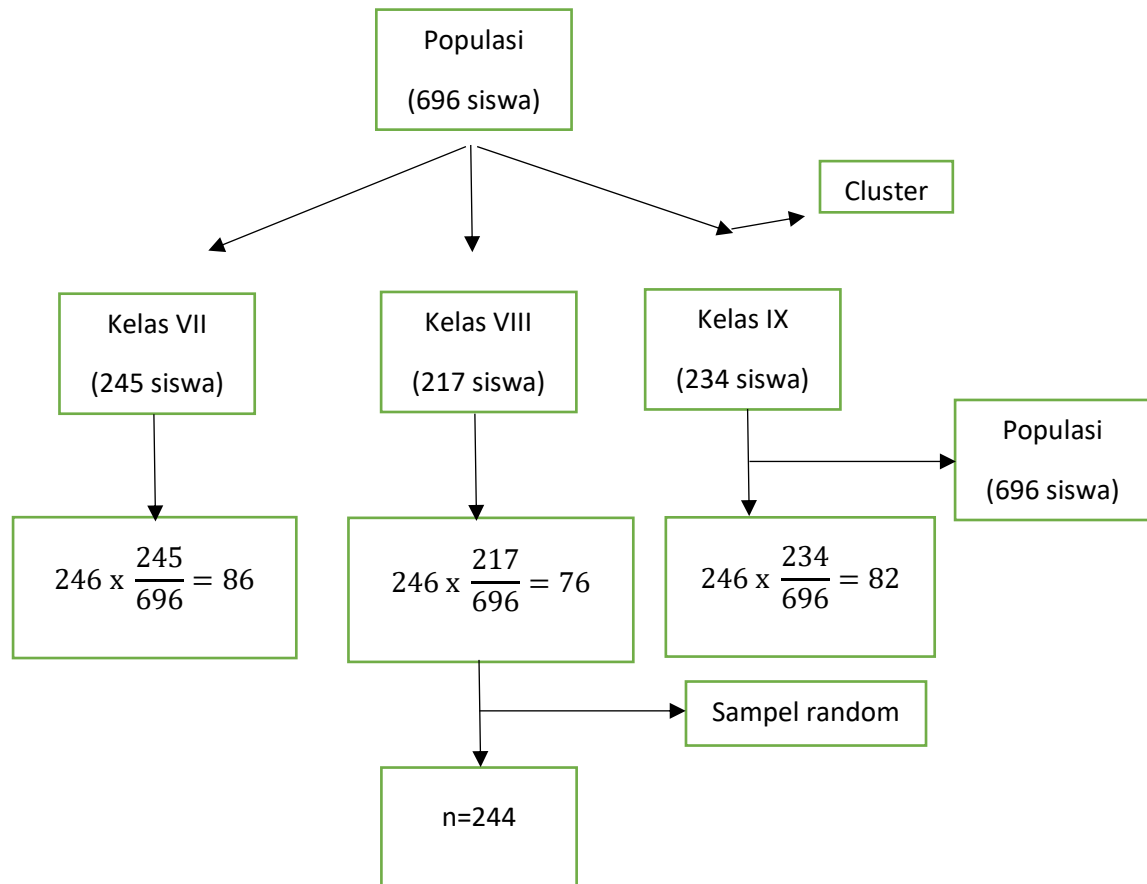 Populasi
(696 siswa)
Cluster
Kelas VII
(245 siswa)
Kelas VIII
(217 siswa)
Kelas IX
(234 siswa)
Populasi
(696 siswa)
246 x 245/696 = 86
246 x 217/696 = 76
246 x 234/696 = 82
Sampel random
n=244